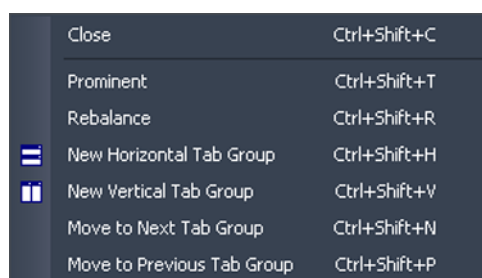 Close Ctrl+Shift+C
Prominent Ctrl+Shift+T
Rebalance Ctrl+Shift+R
New Horizontal Tab Group Ctrl+Shift+H
New Vertical Tab Group Ctrl+Shift+V
Move to Next Tab Group Ctrl+Shift+N
Move to Previous Tab Group Ctrl+Shift+P